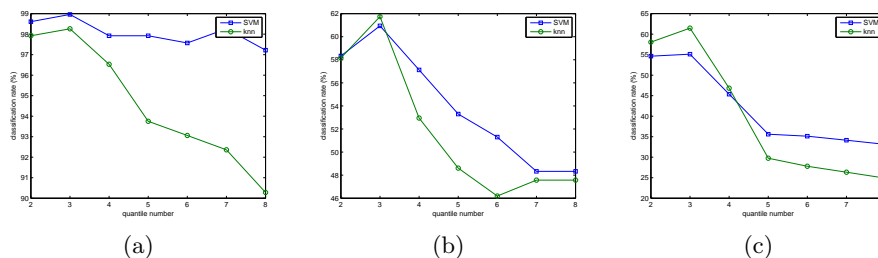 99
98
97
96
95
94
93
92
91
90
classification rate (%)
2 3 4 5 6 7 8
quantile number
SVM
knn
(a)
62
60
58
56
54
52
50
48
46
classification rate (%)
2 3 4 5 6 7 8
quantile number
SVM
knn
(b)
65
60
55
50
45
40
35
30
25
20
classification rate (%)
2 3 4 5 6 7
quantile number
SVM
knn
(c)